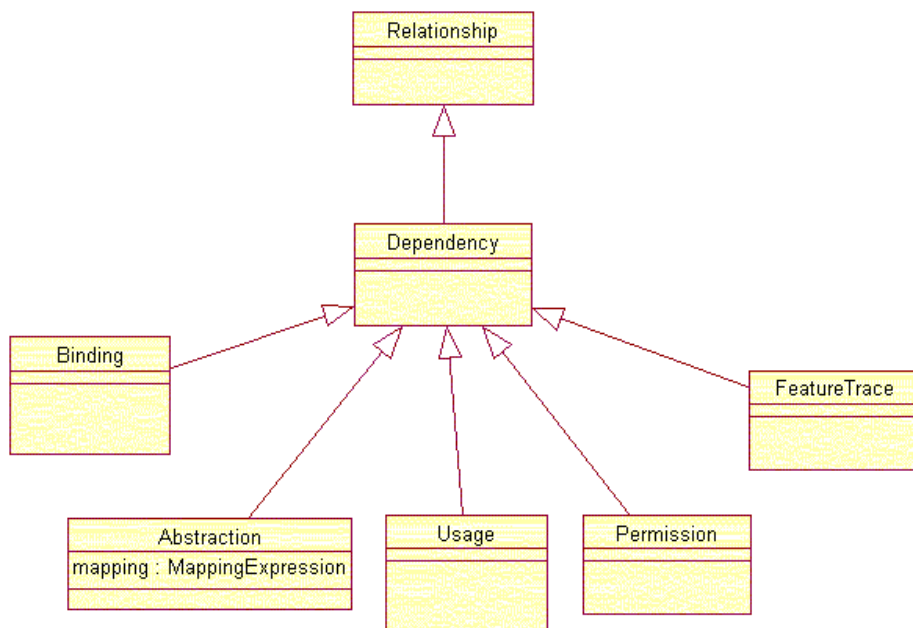 Relationship
Dependency
Binding
FeatureTrace
Abstraction
mapping : MappingExpression
Usage
Permission